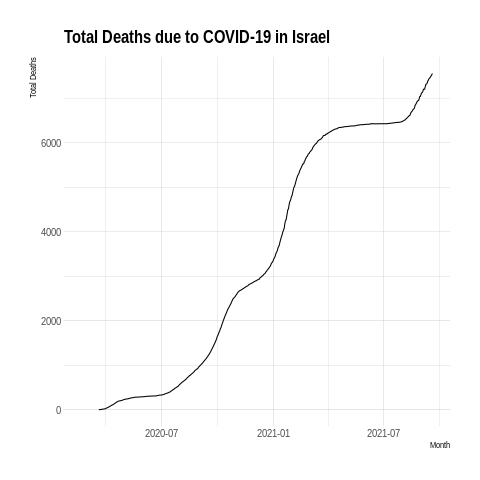 Total Deaths due to COVID-19 in Israel
Total Deaths
6000
4000
2000
0
2020-07 2021-01 2021-07
Month